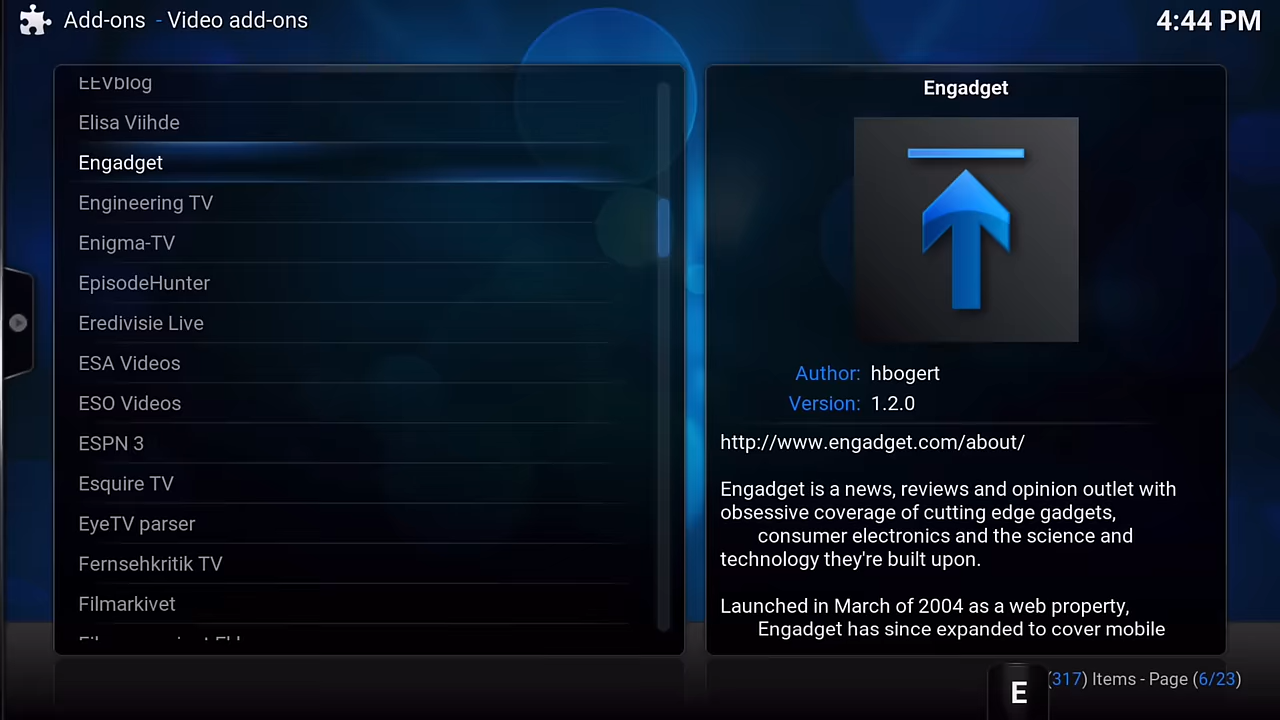 Add-ons - Video add-ons
4:44 PM
EEVblog
Elisa Viihde
Engadget
Engineering TV
Enigma-TV
EpisodeHunter
Eredivisie Live
ESA Videos
ESO Videos
ESPN 3
Esquire TV
EyeTV parser
Fernsehkritik TV
Filmarkivet
Engadget
Author: hbogert
Version: 1.2.0
http://www.engadget.com/about/
Engadget is a news, reviews and opinion outlet with
obsessive coverage of cutting edge gadgets,
consumer electronics and the science and
technology they're built upon.
Launched in March of 2004 as a web property,
Engadget has since expanded to cover mobile
E
(317) Items - Page (6/23)